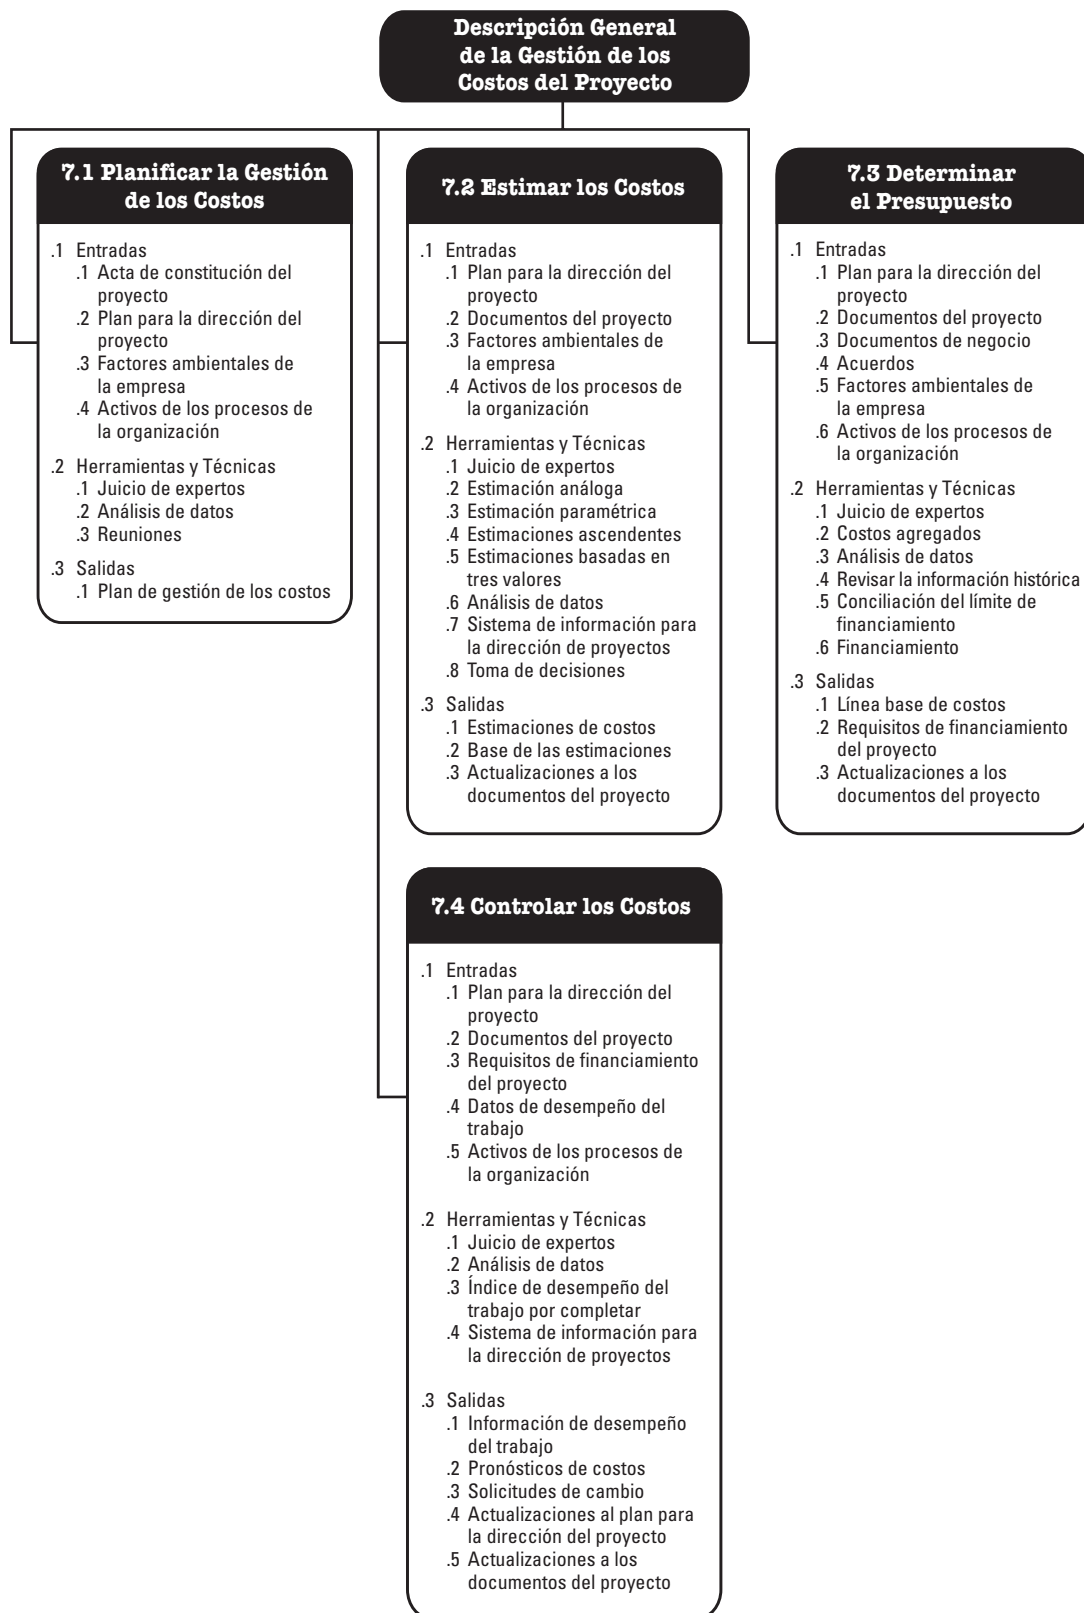 Descripción General
de la Gestión de los
Costos del Proyecto
7.1 Planificar la Gestión
de los Costos
.1 Entradas
.1 Acta de constitución del
proyecto
.2 Plan para la dirección del
proyecto
.3 Factores ambientales de
la empresa
.4 Activos de los procesos de
la organización
.2 Herramientas y Técnicas
.1 Juicio de expertos
.2 Análisis de datos
.3 Reuniones
.3 Salidas
.1 Plan de gestión de los costos
7.2 Estimar los Costos
.1 Entradas
.1 Plan para la dirección del
proyecto
.2 Documentos del proyecto
.3 Factores ambientales de
la empresa
.4 Activos de los procesos de
la organización
.2 Herramientas y Técnicas
.1 Juicio de expertos
.2 Estimación análoga
.3 Estimación paramétrica
.4 Estimaciones ascendentes
.5 Estimaciones basadas en
tres valores
.6 Análisis de datos
.7 Sistema de información para
la dirección de proyectos
.8 Toma de decisiones
.3 Salidas
.1 Estimaciones de costos
.2 Base de las estimaciones
.3 Actualizaciones a los
documentos del proyecto
7.3 Determinar
el Presupuesto
.1 Entradas
.1 Plan para la dirección del
proyecto
.2 Documentos del proyecto
.3 Documentos de negocio
.4 Acuerdos
.5 Factores ambientales de
la empresa
.6 Activos de los procesos de
la organización
.2 Herramientas y Técnicas
.1 Juicio de expertos
.2 Costos agregados
.3 Análisis de datos
.4 Revisar la información histórica
.5 Conciliación del límite de
financiamiento
.6 Financiamiento
.3 Salidas
.1 Línea base de costos
.2 Requisitos de financiamiento
del proyecto
.3 Actualizaciones a los
documentos del proyecto
7.4 Controlar los Costos
.1 Entradas
.1 Plan para la dirección del
proyecto
.2 Documentos del proyecto
.3 Requisitos de financiamiento
del proyecto
.4 Datos de desempeño del
trabajo
.5 Activos de los procesos de
la organización
.2 Herramientas y Técnicas
.1 Juicio de expertos
.2 Análisis de datos
.3 Índice de desempeño del
trabajo por completar
.4 Sistema de información para
la dirección de proyectos
.3 Salidas
.1 Información de desempeño
del trabajo
.2 Pronósticos de costos
.3 Solicitudes de cambio
.4 Actualizaciones al plan para
la dirección del proyecto
.5 Actualizaciones a los
documentos del proyecto